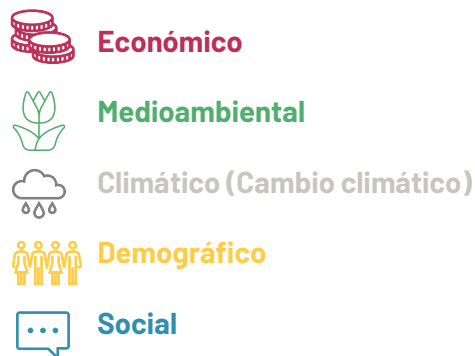 Económico
Medioambiental
Climático (Cambio climático)
Demográfico
Social